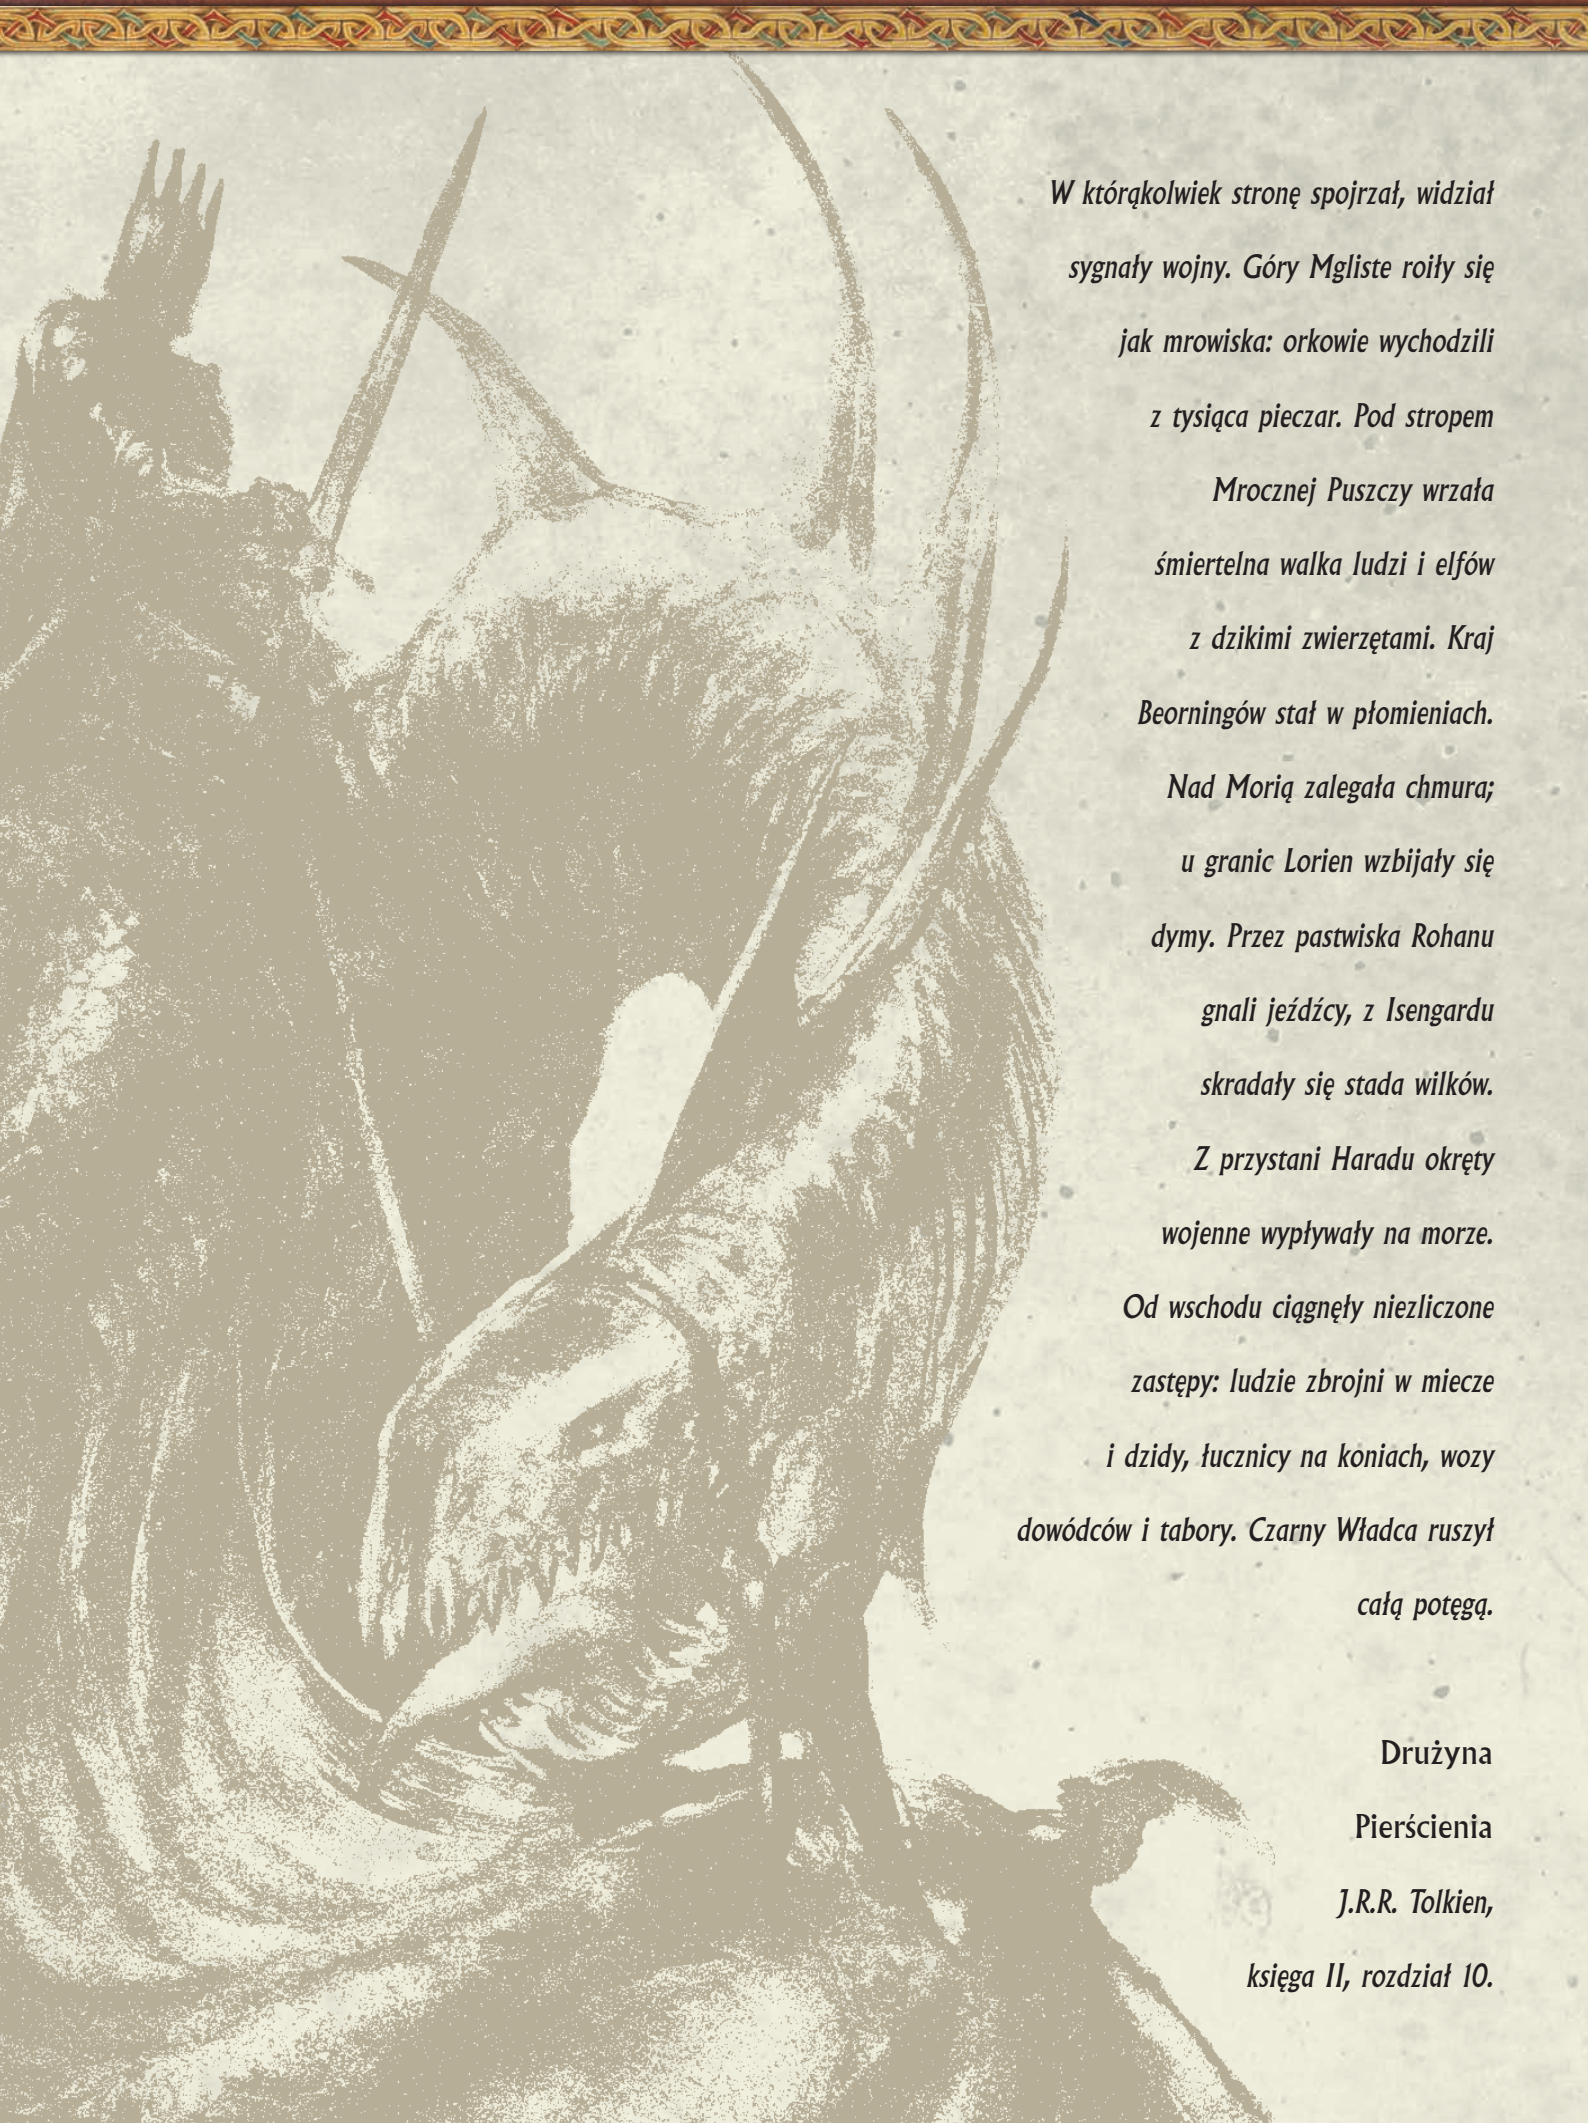 W którąkolwiek stronę spojrzał, widział
sygnały wojny. Góry Mgliste roiły się
jak mrowiska: orkowie wychodzili
z tysiąca pieczar. Pod stropem
Mrocznej Puszczy wrzała
śmiertelna walka ludzi i elfów
z dzikimi zwierzętami. Kraj
Beorningów stał w płomieniach.
Nad Morią zalegała chmura;
u granic Lorien wzbijały się
dymy. Przez pastwiska Rohanu
gnali jeźdźcy, z Isengardu
skradały się stada wilków.
Z przystani Haradu okręty
wojenne wypływały na morze.
Od wschodu ciągnęły niezliczone
zastępy: ludzie zbrojni w miecze
i dzidy, łucznicy na koniach, wozy
dowódców i tabory. Czarny Władca ruszył
całą potęgą.
Drużyna
Pierścienia
J.R.R. Tolkien,
księga II, rozdział 10.